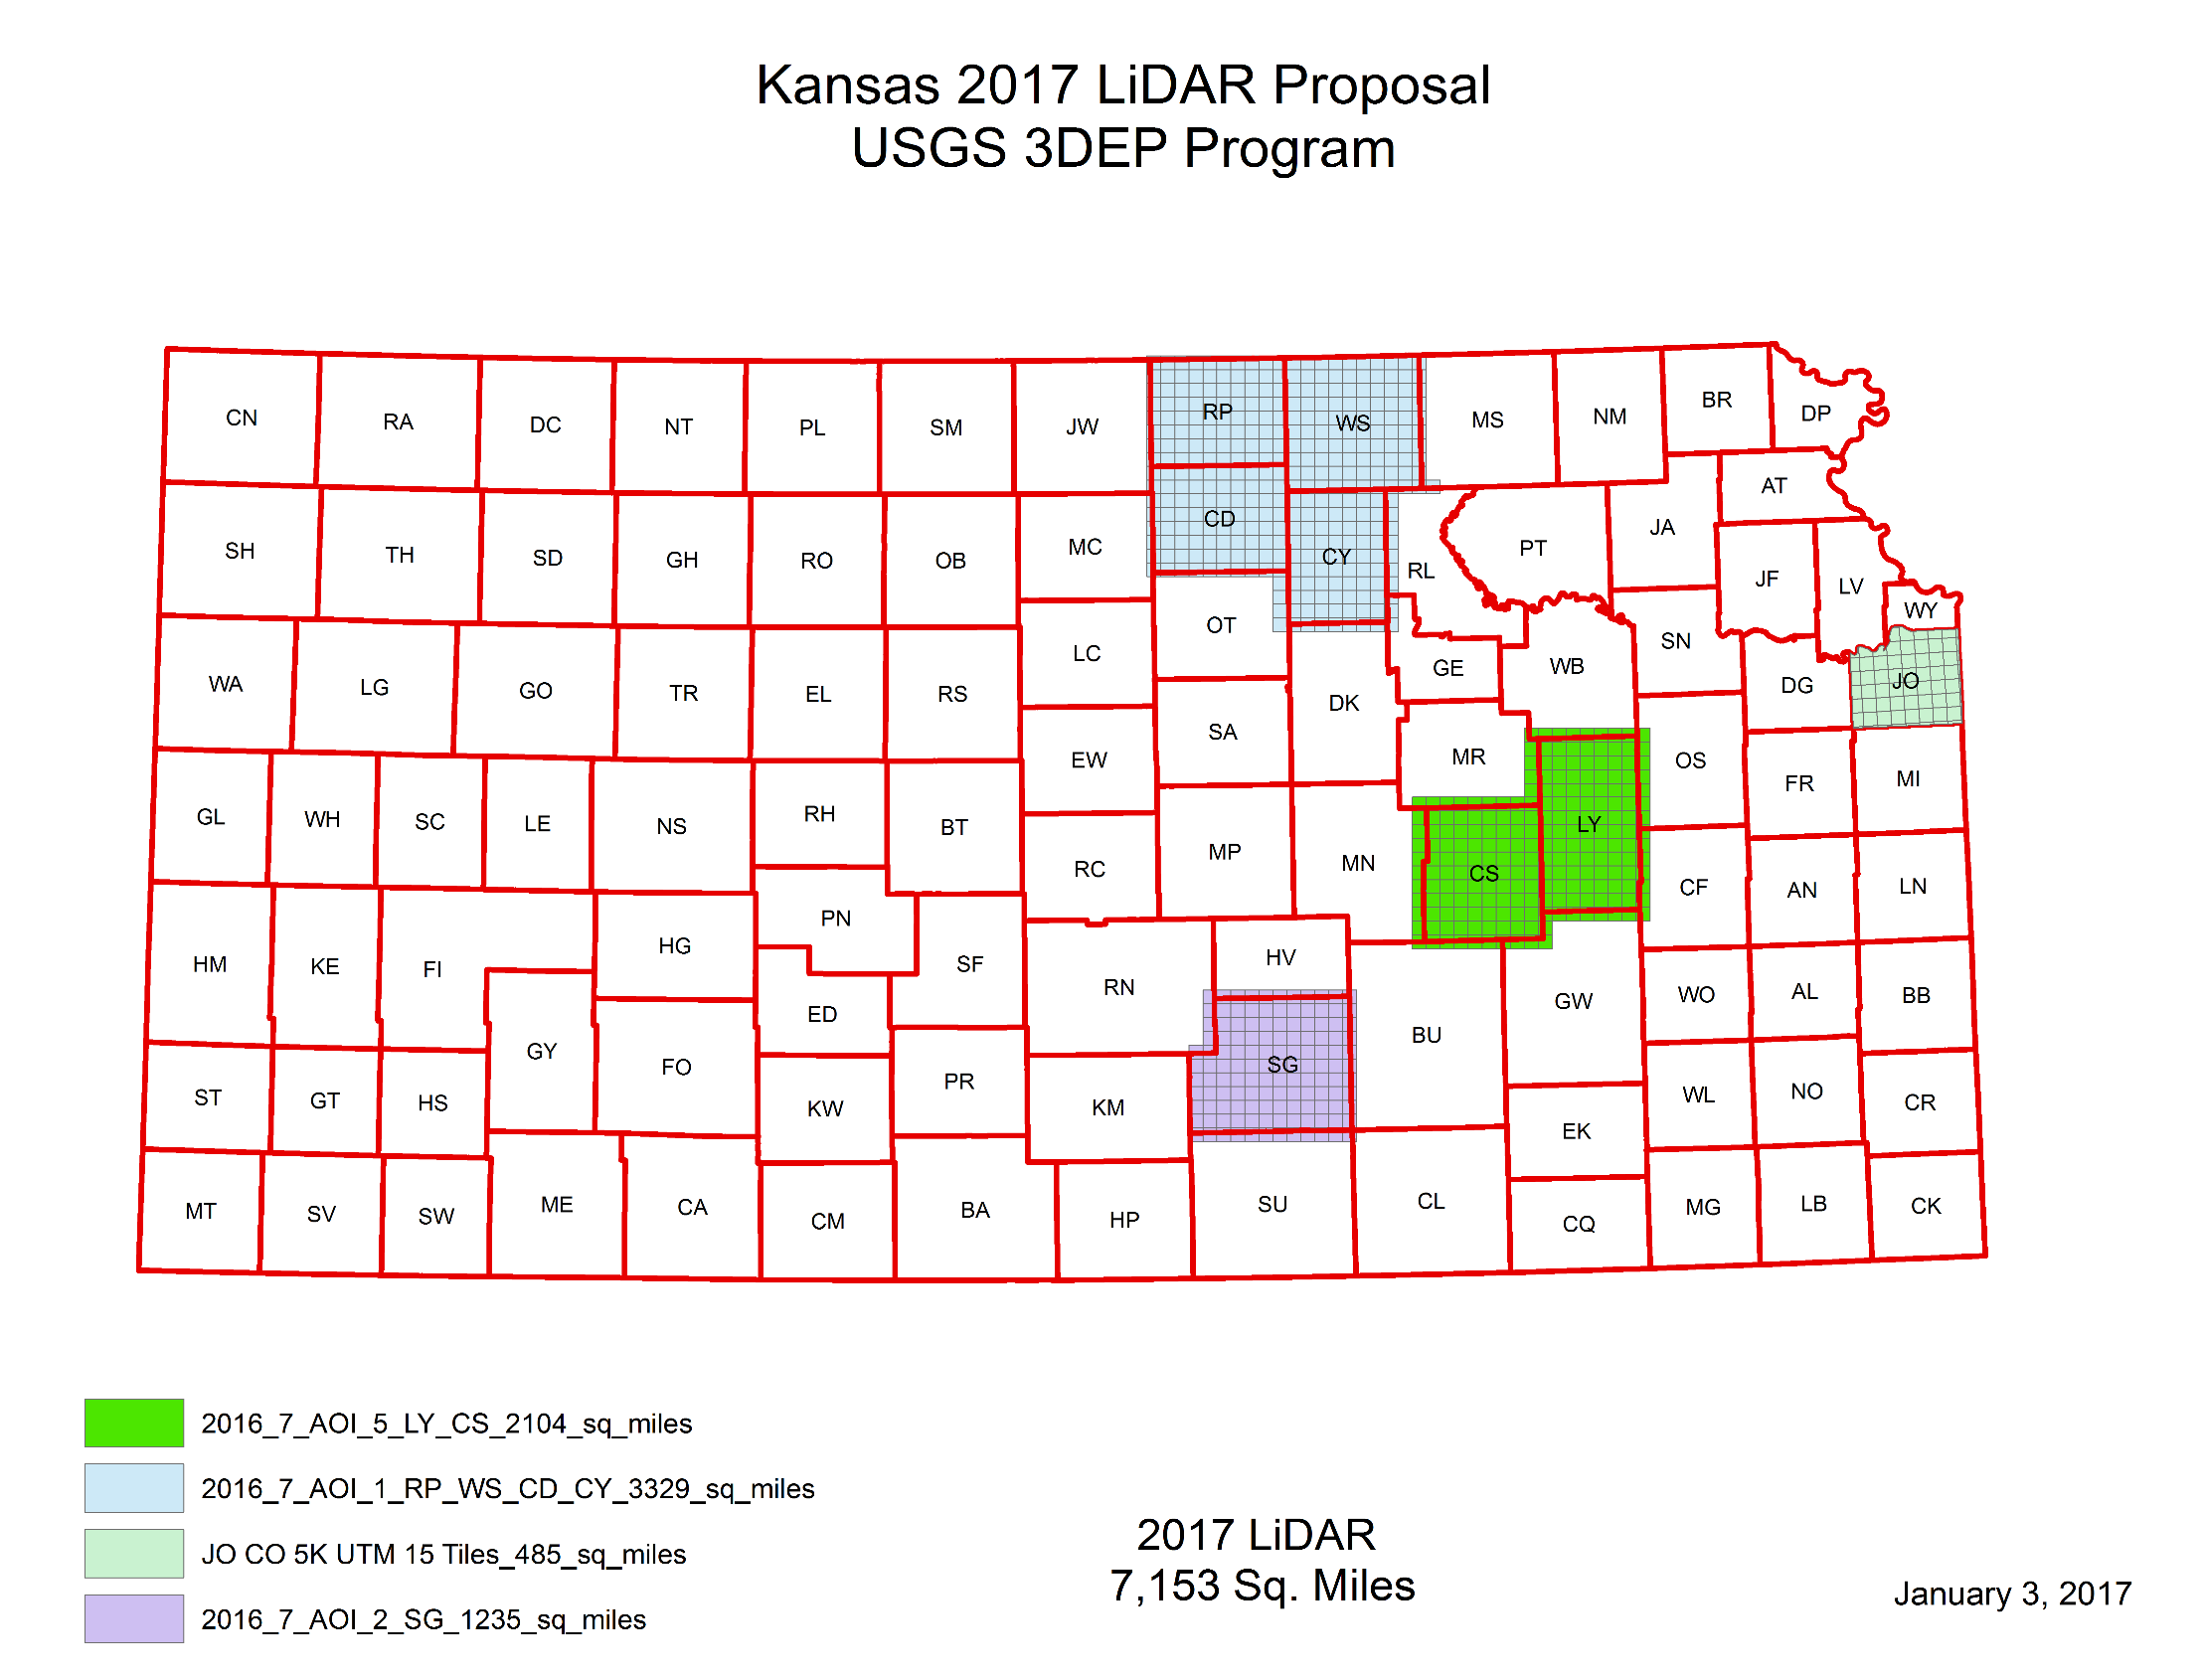 Kansas 2017 LiDAR Proposal
USGS 3DEP Program
CN RA DC NT PL SM JW RP WS MS NM BR DP
SH TH SD GH RO OB MC CD CY RL PT JA AT JF LV WY
WA LG GO TR EL RS LC OT DK GE WB SN DG JO
GL WH SC LE NS RH BT EW SA MR LY OS FR MI
HM KE FI HG PN SF RC MP MN CS CF AN LN
GY ED RN HV BU GW WO AL BB
ST GT HS FO KW PR KM SG EK WL NO CR
MT SV SW ME CA CM BA HP SU CL CQ MG LB CK
2016_7_AOI_5_LY_CS_2104_sq_miles
2016_7_AOI_1_RP_WS_CD_CY_3329_sq_miles
JO CO 5K UTM 15 Tiles_485_sq_miles
2016_7_AOI_2_SG_1235_sq_miles
2017 LiDAR
7,153 Sq. Miles
January 3, 2017